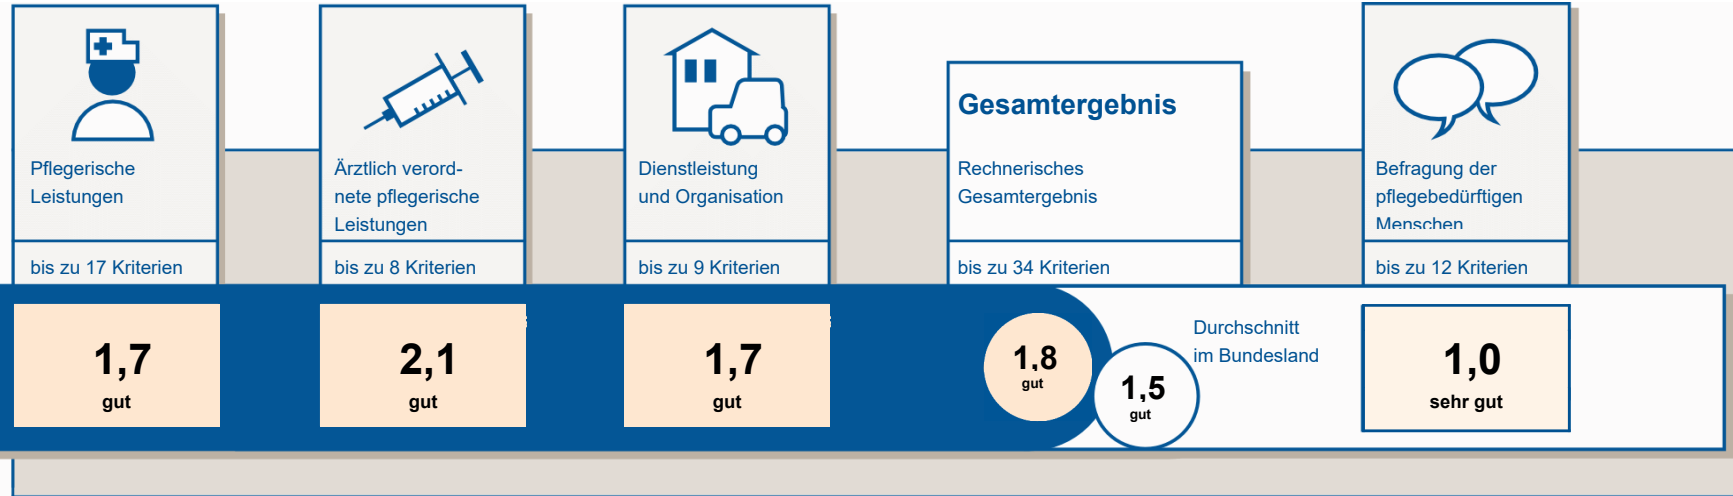 Pflegerische
Leistungen
bis zu 17 Kriterien
1,7
gut
Ärztlich verord-
nete pflegerische
Leistungen
bis zu 8 Kriterien
2,1
gut
Dienstleistung
und Organisation
bis zu 9 Kriterien
1,7
gut
Gesamtergebnis
Rechnerisches
Gesamtergebnis
bis zu 34 Kriterien
1,8
gut
1,5
gut
Durchschnitt
im Bundesland
Befragung der
pflegebedürftigen
Menschen
bis zu 12 Kriterien
1,0
sehr gut